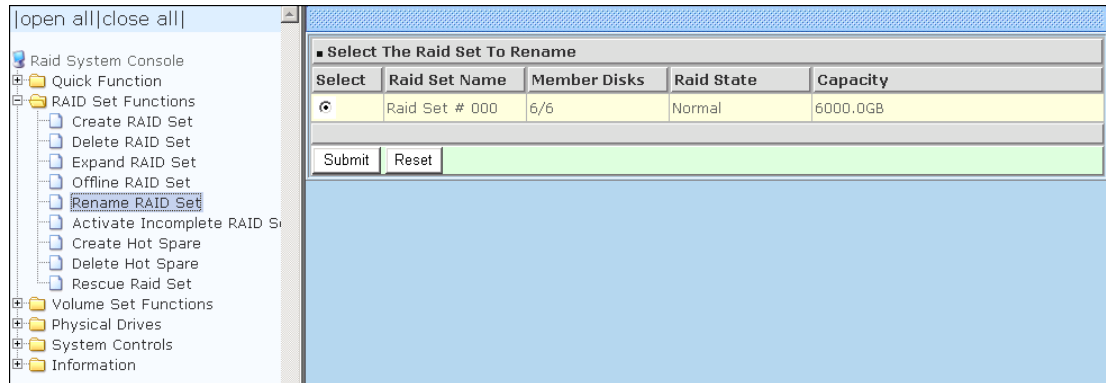 |open all|close all|
Raid System Console
Quick Function
RAID Set Functions
Create RAID Set
Delete RAID Set
Expand RAID Set
Offline RAID Set
Rename RAID Set
Activate Incomplete RAID S
Create Hot Spare
Delete Hot Spare
Rescue Raid Set
Volume Set Functions
Physical Drives
System Controls
Information
Select The Raid Set To Rename
Select Raid Set Name Member Disks Raid State Capacity
Raid Set # 000 6/6 Normal 6000.0GB
Submit Reset